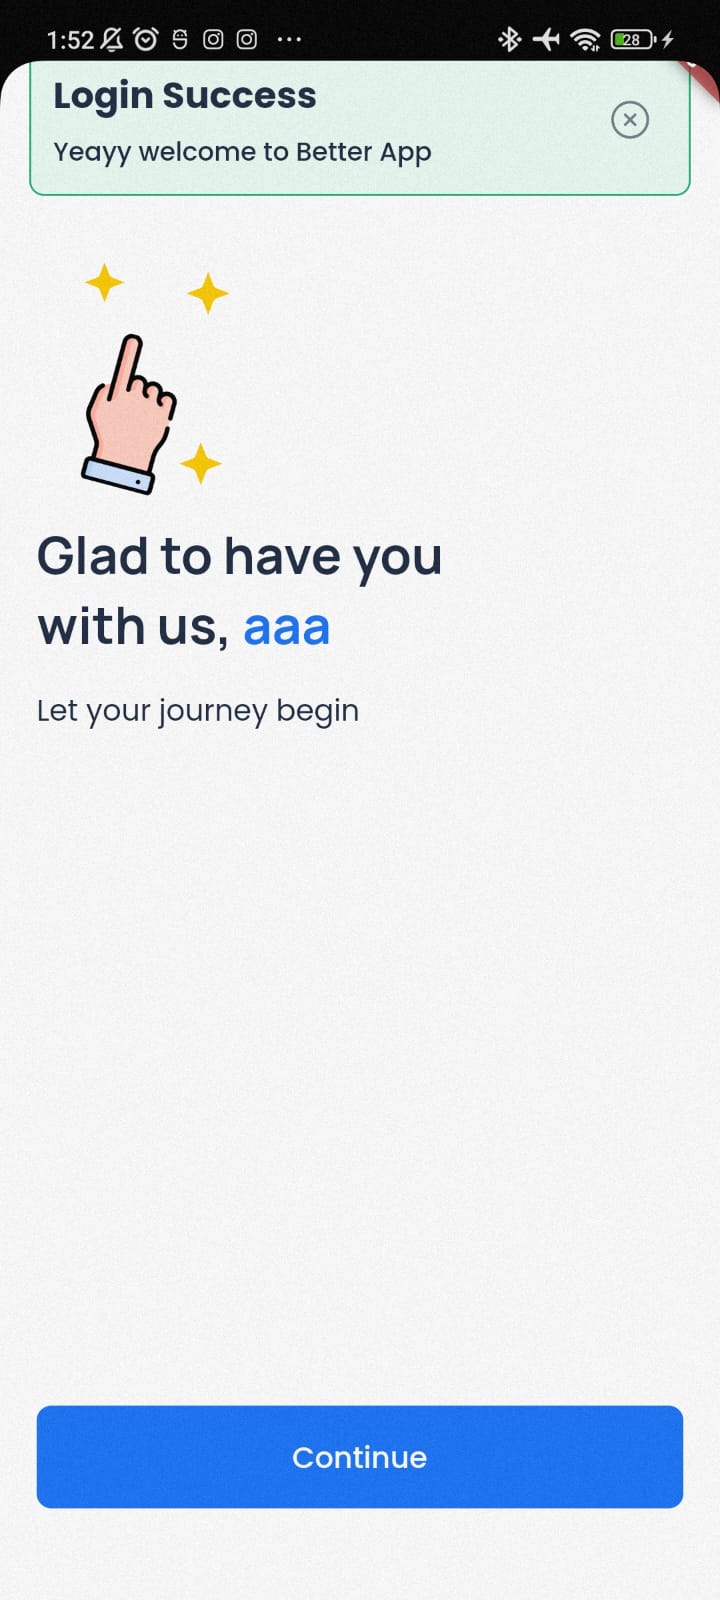 1:52
28
Login Success
Yeayy welcome to Better App
Glad to have you
with us, aaa
Let your journey begin
Continue